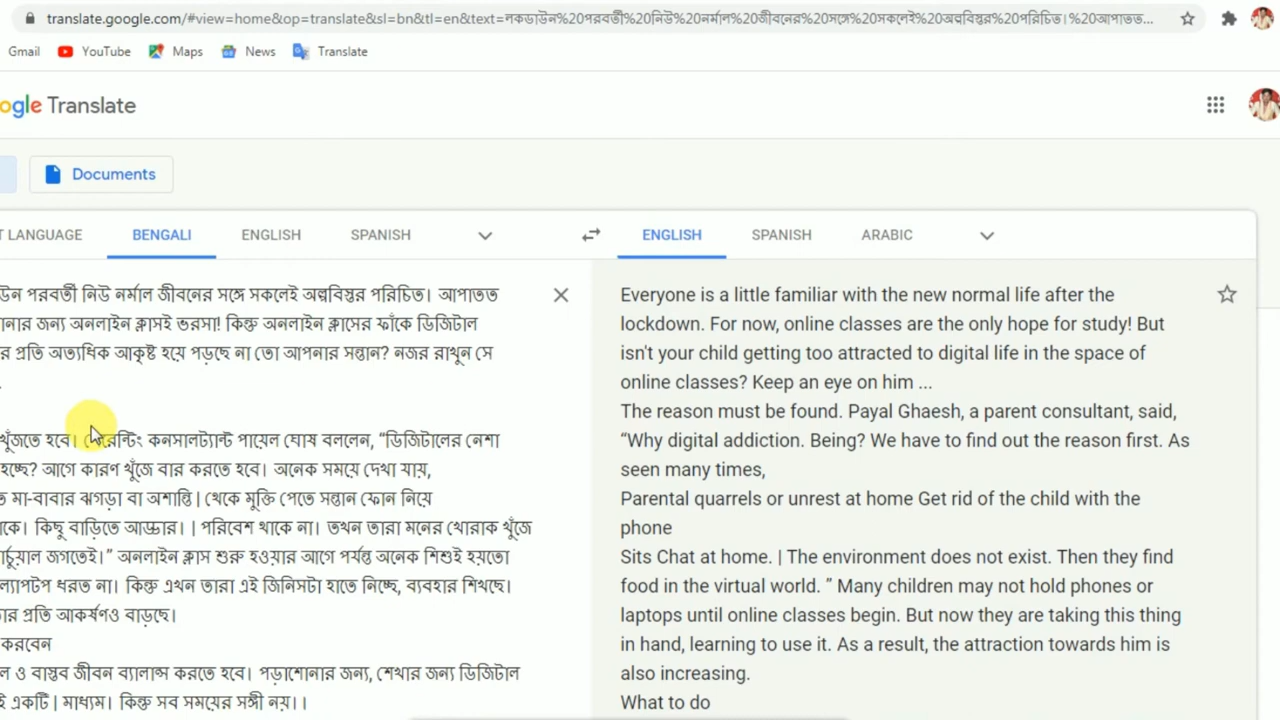 translate.google.com/#view=home&op=translate&sl=bn&tl=en&text=লকডাউন%20পরবর্তী%20নিউ%20নর্মাল%20জীবনের%20সঙ্গে%20সকলেই%20অল্পবিস্তর%20পরিচিত।%20আপাতত...
Gmail YouTube Maps News Translate
ogle Translate
Documents
LANGUAGE BENGALI ENGLISH SPANISH ENGLISH SPANISH ARABIC
উন পরবর্তী নিউ নর্মাল জীবনের সঙ্গে সকলেই অল্পবিস্তর পরিচিত। আপাতত
নার জন্য অনলাইন ক্লাসই ভরসা! কিন্তু অনলাইন ক্লাসের ফাঁকে ডিজিটাল
র প্রতি অত্যধিক আকৃষ্ট হয়ে পড়ছে না তো আপনার সন্তান? নজর রাখুন সে
খুঁজতে হবে। পেরেন্টিং কনসালট্যান্ট পায়েল ঘোষ বললেন, “ডিজিটালের নেশা
হচ্ছে? আগে কারণ খুঁজে বার করতে হবে। অনেক সময়ে দেখা যায়,
ত মা-বাবার ঝগড়া বা অশান্তি | থেকে মুক্তি পেতে সন্তান ফোন নিয়ে
কে। কিছু বাড়িতে আড্ডার। | পরিবেশ থাকে না। তখন তারা মনের খোরাক খুঁজে
র্চুয়াল জগতেই।” অনলাইন ক্লাস শুরু হওয়ার আগে পর্যন্ত অনেক শিশুই হয়তো
ল্যাপটপ ধরত না। কিন্তু এখন তারা এই জিনিসটা হাতে নিচ্ছে, ব্যবহার শিখছে।
তার প্রতি আকর্ষণও বাড়ছে।
করবেন
ল ও বাস্তব জীবন ব্যালান্স করতে হবে। পড়াশোনার জন্য, শেখার জন্য ডিজিটাল
ই একটি | মাধ্যম। কিন্তু সব সময়ের সঙ্গী নয়।।
Everyone is a little familiar with the new normal life after the
lockdown. For now, online classes are the only hope for study! But
isn't your child getting too attracted to digital life in the space of
online classes? Keep an eye on him ...
The reason must be found. Payal Ghaesh, a parent consultant, said,
“Why digital addiction. Being? We have to find out the reason first. As
seen many times,
Parental quarrels or unrest at home Get rid of the child with the
phone
Sits Chat at home. | The environment does not exist. Then they find
food in the virtual world. ” Many children may not hold phones or
laptops until online classes begin. But now they are taking this thing
in hand, learning to use it. As a result, the attraction towards him is
also increasing.
What to do